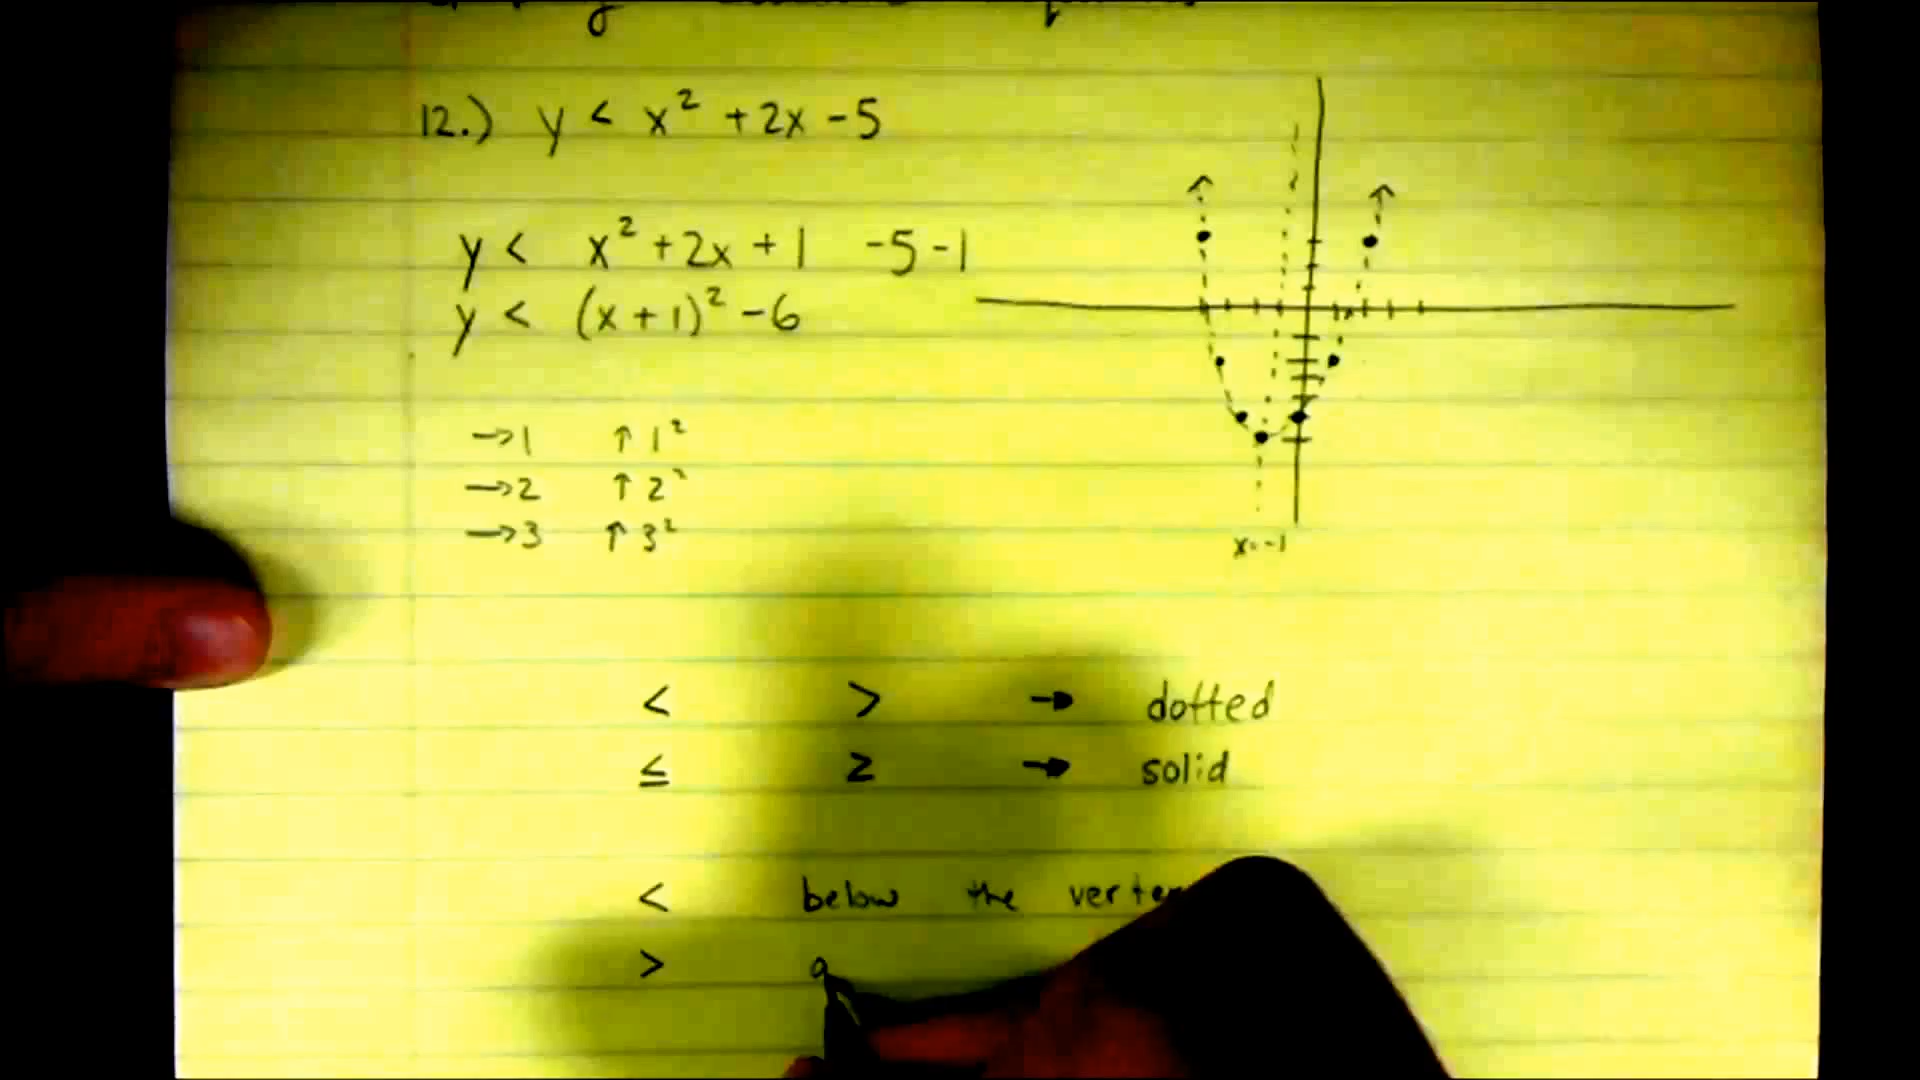 12.) y < x² + 2x - 5
y < x² + 2x + 1 -5 -1
y < (x + 1)² - 6
→1 ↑ 1²
→2 ↑ 2²
→3 ↑ 3²
x=-1
< > → dotted
≤ ≥ → solid
< below the
> a